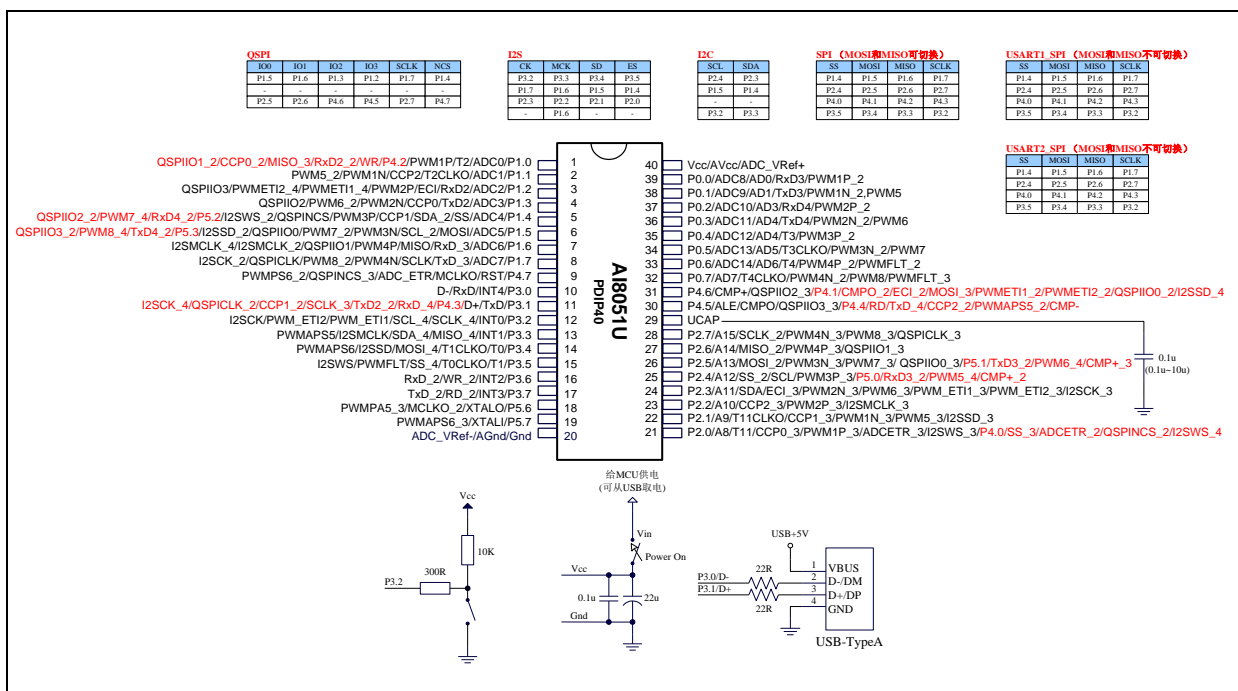 QSPI
IO0 IO1 IO2 IO3 SCLK NCS
P1.5 P1.6 P1.3 P1.2 P1.7 P1.4
- - - - - -
P2.5 P2.6 P4.6 P4.5 P2.7 P4.7
I2S
CK MCK SD ES
P3.2 P3.3 P3.4 P3.5
P1.7 P1.6 P1.5 P1.4
P2.3 P2.2 P2.1 P2.0
- P1.6 - -
I2C
SCL SDA
P2.4 P2.3
P1.5 P1.4
- -
P3.2 P3.3
SPI （MOSI和MISO可切换）
SS MOSI MISO SCLK
P1.4 P1.5 P1.6 P1.7
P2.4 P2.5 P2.6 P2.7
P4.0 P4.1 P4.2 P4.3
P3.5 P3.4 P3.3 P3.2
USART1_SPI （MOSI和MISO不可切换）
SS MOSI MISO SCLK
P1.4 P1.5 P1.6 P1.7
P2.4 P2.5 P2.6 P2.7
P4.0 P4.1 P4.2 P4.3
P3.5 P3.4 P3.3 P3.2
USART2_SPI （MOSI和MISO不可切换）
SS MOSI MISO SCLK
P1.4 P1.5 P1.6 P1.7
P2.4 P2.5 P2.6 P2.7
P4.0 P4.1 P4.2 P4.3
P3.5 P3.4 P3.3 P3.2
QSPIIO1_2/CCP0_2/MISO_3/RxD2_2/WR/P4.2/PWM1P/T2/ADC0/P1.0 1
PWM5_2/PWM1N/CCP2/T2CLKO/ADC1/P1.1 2
QSPIIO3/PWMETI2_4/PWMETI1_4/PWM2P/ECI/RxD2/ADC2/P1.2 3
QSPIIO2/PWM6_2/PWM2N/CCP0/TxD2/ADC3/P1.3 4
QSPIIO2_2/PWM7_4/RxD4_2/P5.2/I2SWS_2/QSPINCS/PWM3P/CCP1/SDA_2/SS/ADC4/P1.4 5
QSPIIO3_2/PWM8_4/TxD4_2/P5.3/I2SSD_2/QSPIIO0/PWM7_2/PWM3N/SCL_2/MOSI/ADC5/P1.5 6
I2SMCLK_4/I2SMCLK_2/QSPIIO1/PWM4P/MISO/RxD_3/ADC6/P1.6 7
I2SCK_2/QSPICLK/PWM8_2/PWM4N/SCLK/TxD_3/ADC7/P1.7 8
PWMPS6_2/QSPINCS_3/ADC_ETR/MCLKO/RST/P4.7 9
D-/RxD/INT4/P3.0 10
I2SCK_4/QSPICLK_2/CCP1_2/SCLK_3/TxD2_2/RxD_4/P4.3/D+/TxD/P3.1 11
I2SCK/PWM_ETI2/PWM_ETI1/SCL_4/SCLK_4/INT0/P3.2 12
PWMAPS5/I2SMCLK/SDA_4/MISO_4/INT1/P3.3 13
PWMAPS6/I2SSD/MOSI_4/T1CLKO/T0/P3.4 14
I2SWS/PWMFLT/SS_4/T0CLKO/T1/P3.5 15
RxD_2/WR_2/INT2/P3.6 16
TxD_2/RD_2/INT3/P3.7 17
PWMPA5_3/MCLKO_2/XTALO/P5.6 18
PWMAPS6_3/XTALI/P5.7 19
ADC_VRef-/AGnd/Gnd 20
AI8051U
PDIP40
40 Vcc/AVcc/ADC_VRef+
39 P0.0/ADC8/AD0/RxD3/PWM1P_2
38 P0.1/ADC9/AD1/TxD3/PWM1N_2,PWM5
37 P0.2/ADC10/AD3/RxD4/PWM2P_2
36 P0.3/ADC11/AD4/TxD4/PWM2N_2/PWM6
35 P0.4/ADC12/AD4/T3/PWM3P_2
34 P0.5/ADC13/AD5/T3CLKO/PWM3N_2/PWM7
33 P0.6/ADC14/AD6/T4/PWM4P_2/PWMFLT_2
32 P0.7/AD7/T4CLKO/PWM4N_2/PWM8/PWMFLT_3
31 P4.6/CMP+/QSPIIO2_3/P4.1/CMPO_2/ECI_2/MOSI_3/PWMETI1_2/PWMETI2_2/QSPIIO0_2/I2SSD_4
30 P4.5/ALE/CMPO/QSPIIO3_3/P4.4/RD/TxD_4/CCP2_2/PWMAPS5_2/CMP-
29 UCAP
28 P2.7/A15/SCLK_2/PWM4N_3/PWM8_3/QSPICLK_3
27 P2.6/A14/MISO_2/PWM4P_3/QSPIIO1_3
26 P2.5/A13/MOSI_2/PWM3N_3/PWM7_3/ QSPIIO0_3/P5.1/TxD3_2/PWM6_4/CMP+_3
25 P2.4/A12/SS_2/SCL/PWM3P_3/P5.0/RxD3_2/PWM5_4/CMP+_2
24 P2.3/A11/SDA/ECI_3/PWM2N_3/PWM6_3/PWM_ETI1_3/PWM_ETI2_3/I2SCK_3
23 P2.2/A10/CCP2_3/PWM2P_3/I2SMCLK_3
22 P2.1/A9/T11CLKO/CCP1_3/PWM1N_3/PWM5_3/I2SSD_3
21 P2.0/A8/T11/CCP0_3/PWM1P_3/ADCETR_3/I2SWS_3/P4.0/SS_3/ADCETR_2/QSPINCS_2/I2SWS_4
0.1u
(0.1u~10u)
Vcc
10K
300R
P3.2
给MCU供电
(可从USB取电)
Vin
Power On
Vcc
0.1u
22u
Gnd
USB+5V
22R
P3.0/D-
P3.1/D+
22R
1 VBUS
2 D-/DM
3 D+/DP
4 GND
USB-TypeA